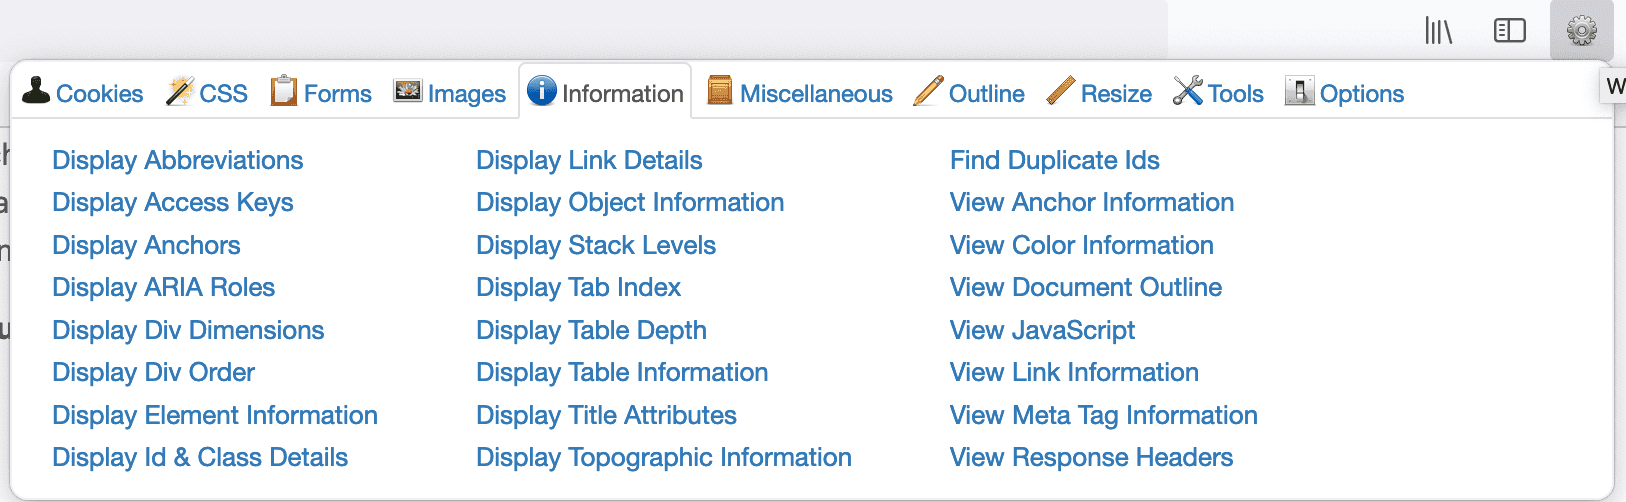 Cookies CSS Forms Images Information Miscellaneous Outline Resize Tools Options
Display Abbreviations
Display Access Keys
Display Anchors
Display ARIA Roles
Display Div Dimensions
Display Div Order
Display Element Information
Display Id & Class Details
Display Link Details
Display Object Information
Display Stack Levels
Display Tab Index
Display Table Depth
Display Table Information
Display Title Attributes
Display Topographic Information
Find Duplicate Ids
View Anchor Information
View Color Information
View Document Outline
View JavaScript
View Link Information
View Meta Tag Information
View Response Headers